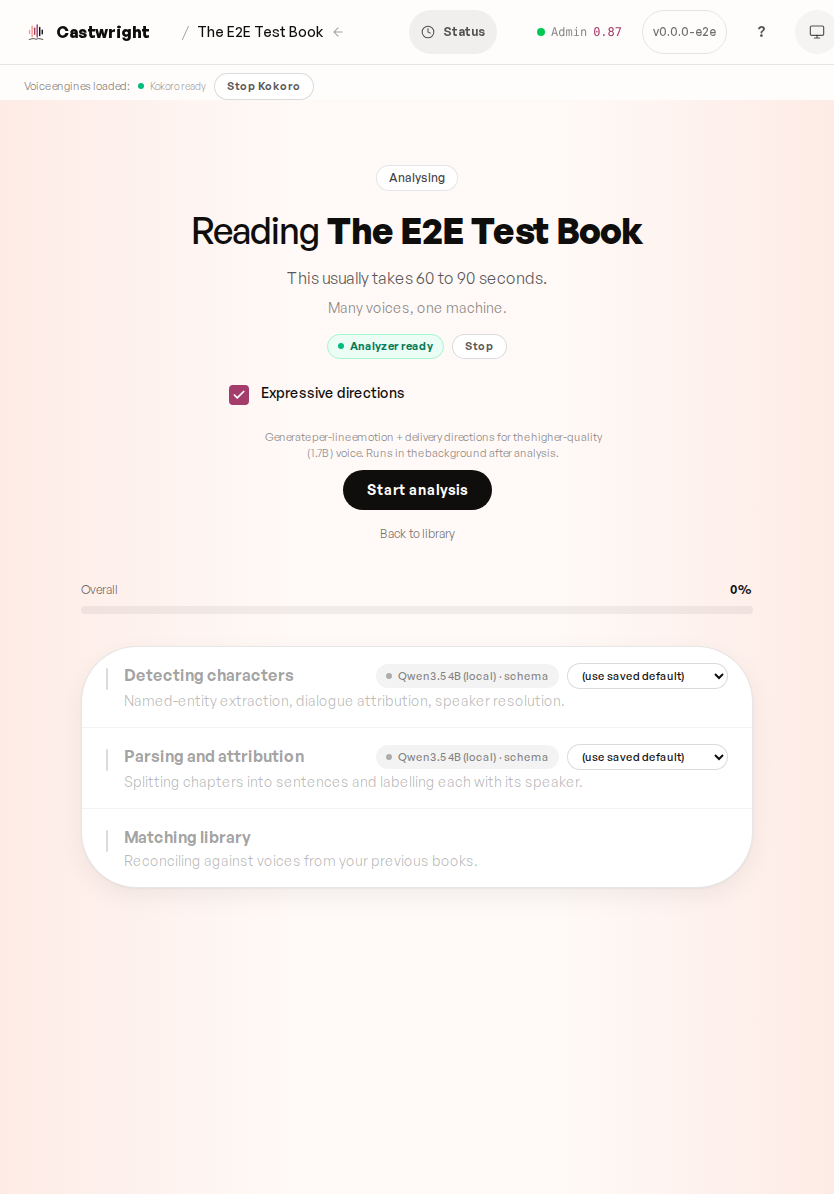 Castwright / The E2E Test Book ← Status Admin 0.87 v0.0.0-e2e ?
Voice engines loaded: Kokoro ready Stop Kokoro
Analysing
Reading The E2E Test Book
This usually takes 60 to 90 seconds.
Many voices, one machine.
Analyzer ready Stop
Expressive directions
Generate per-line emotion + delivery directions for the higher-quality
(1.7B) voice. Runs in the background after analysis.
Start analysis
Back to library
Overall 0%
Detecting characters Qwen3.5 4B (local) · schema (use saved default)
Named-entity extraction, dialogue attribution, speaker resolution.
Parsing and attribution Qwen3.5 4B (local) · schema (use saved default)
Splitting chapters into sentences and labelling each with its speaker.
Matching library
Reconciling against voices from your previous books.